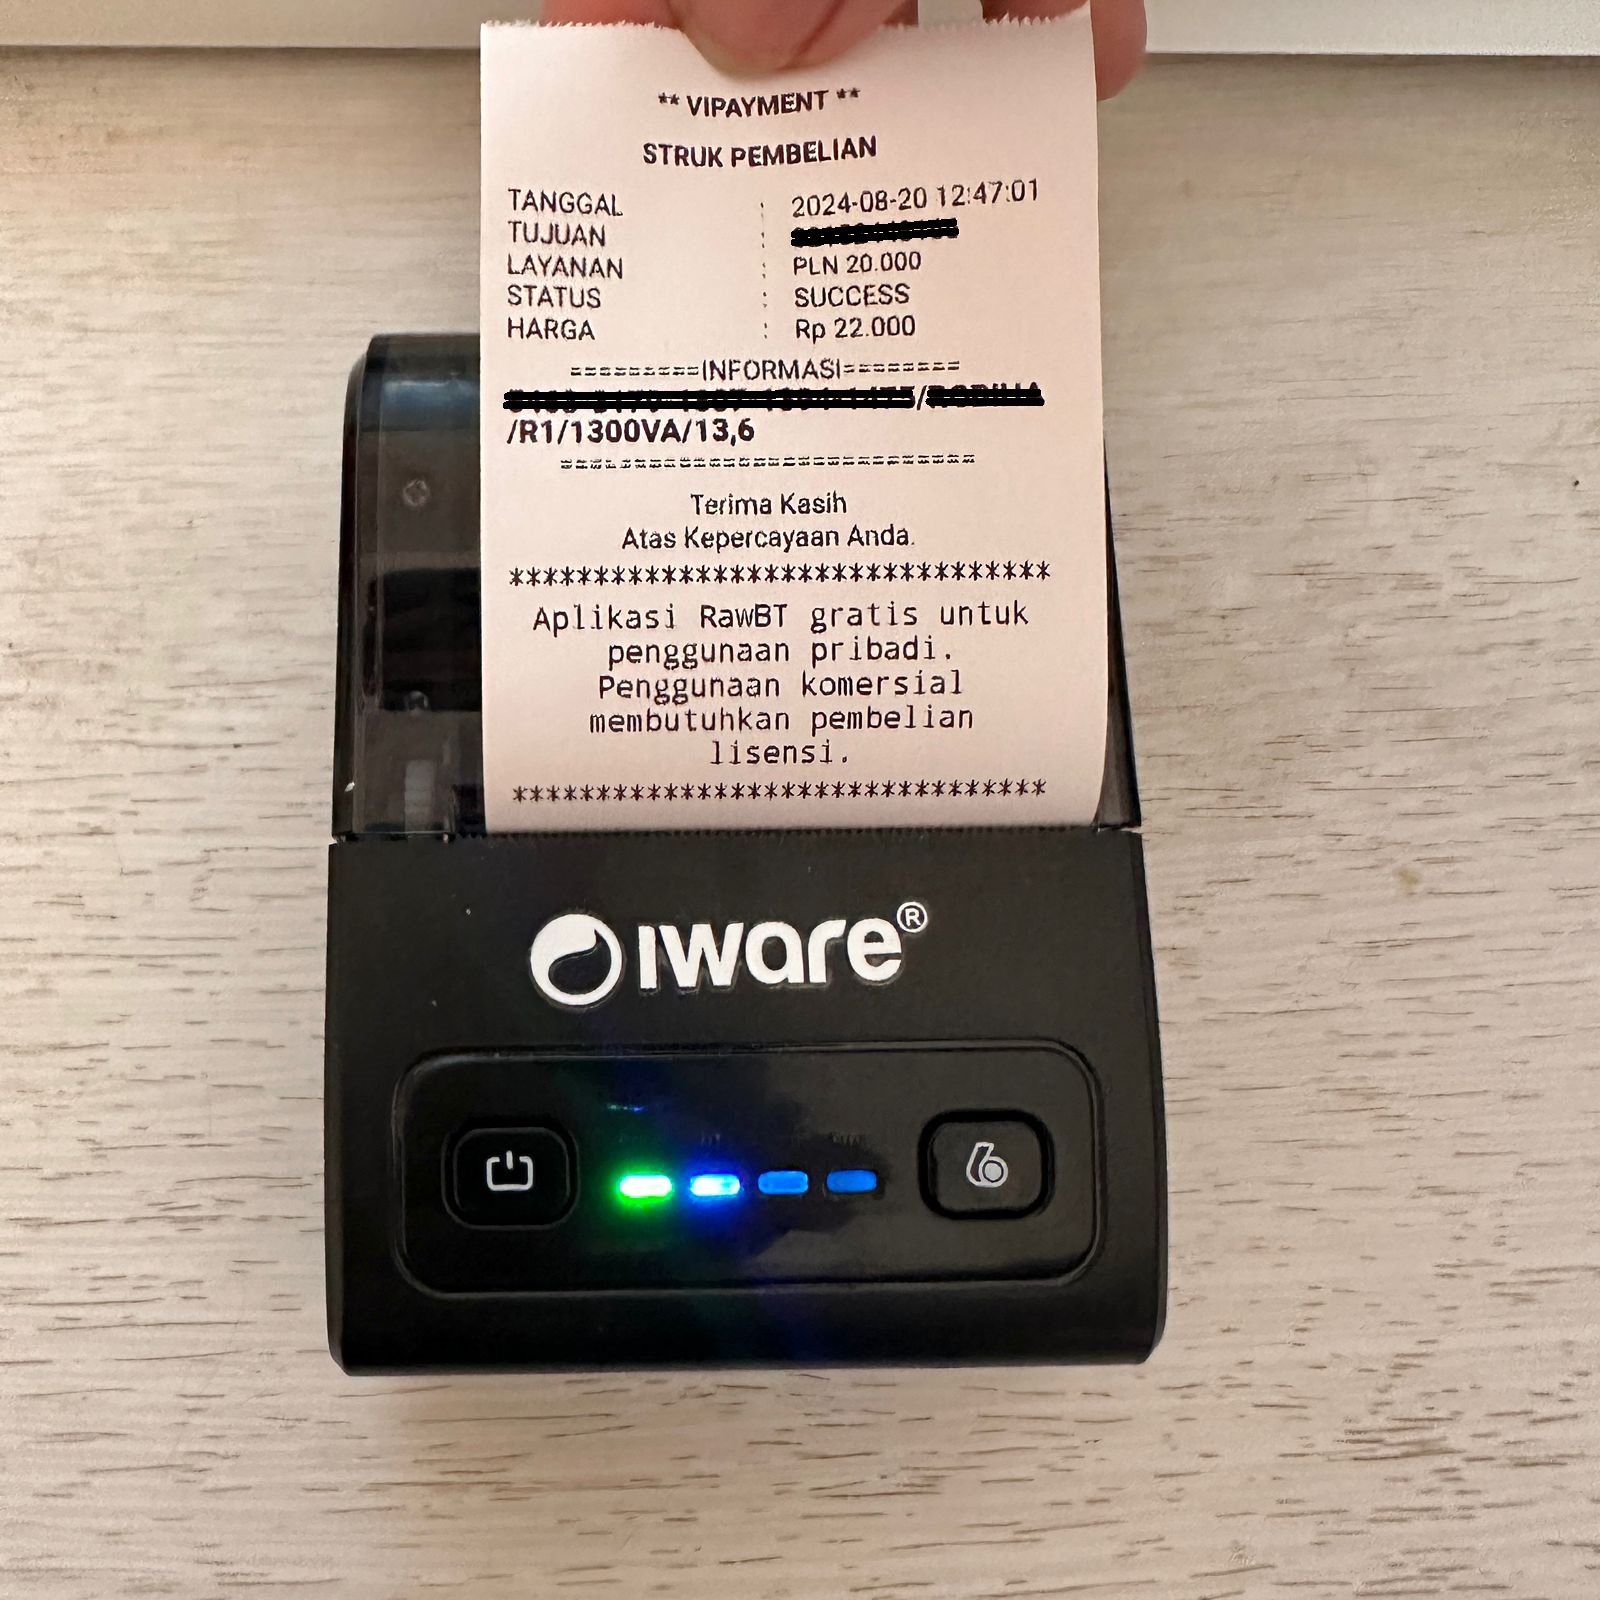 ** VIPAYMENT **
STRUK PEMBELIAN
TANGGAL : 2024-08-20 12:47:01
TUJUAN :
LAYANAN : PLN 20.000
STATUS : SUCCESS
HARGA : Rp 22.000
=========INFORMASI========
/
/R1/1300VA/13,6
============================
Terima Kasih
Atas Kepercayaan Anda.
********************************
Aplikasi RawBT gratis untuk
penggunaan pribadi.
Penggunaan komersial
membutuhkan pembelian
lisensi.
********************************
iware®